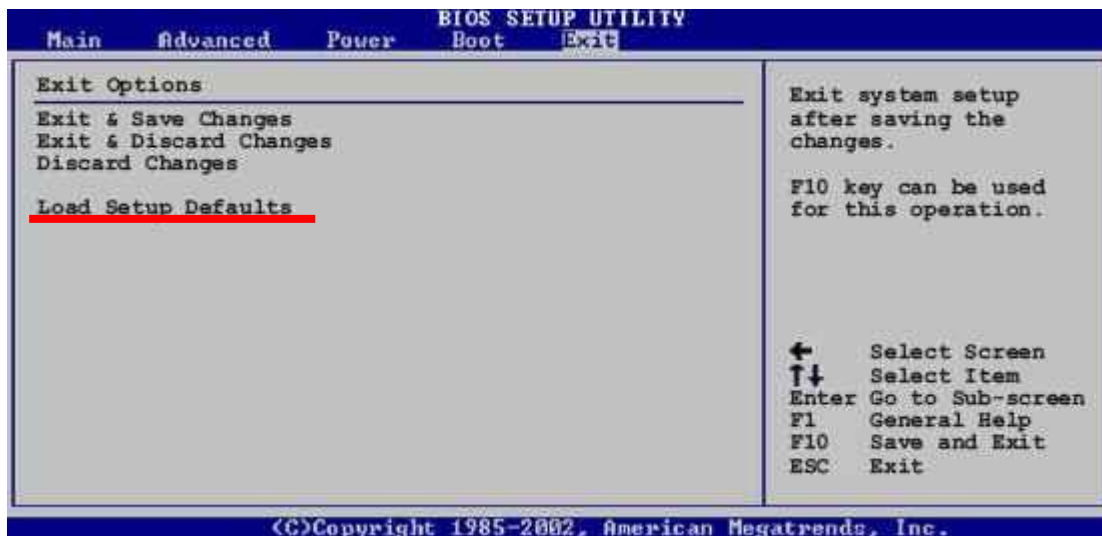 BIOS SETUP UTILITY
Main Advanced Power Boot Exit
Exit Options
Exit & Save Changes
Exit & Discard Changes
Discard Changes
Load Setup Defaults
Exit system setup
after saving the
changes.
F10 key can be used
for this operation.
← Select Screen
↑↓ Select Item
Enter Go to Sub-screen
F1 General Help
F10 Save and Exit
ESC Exit
(C)Copyright 1985-2002, American Megatrends, Inc.